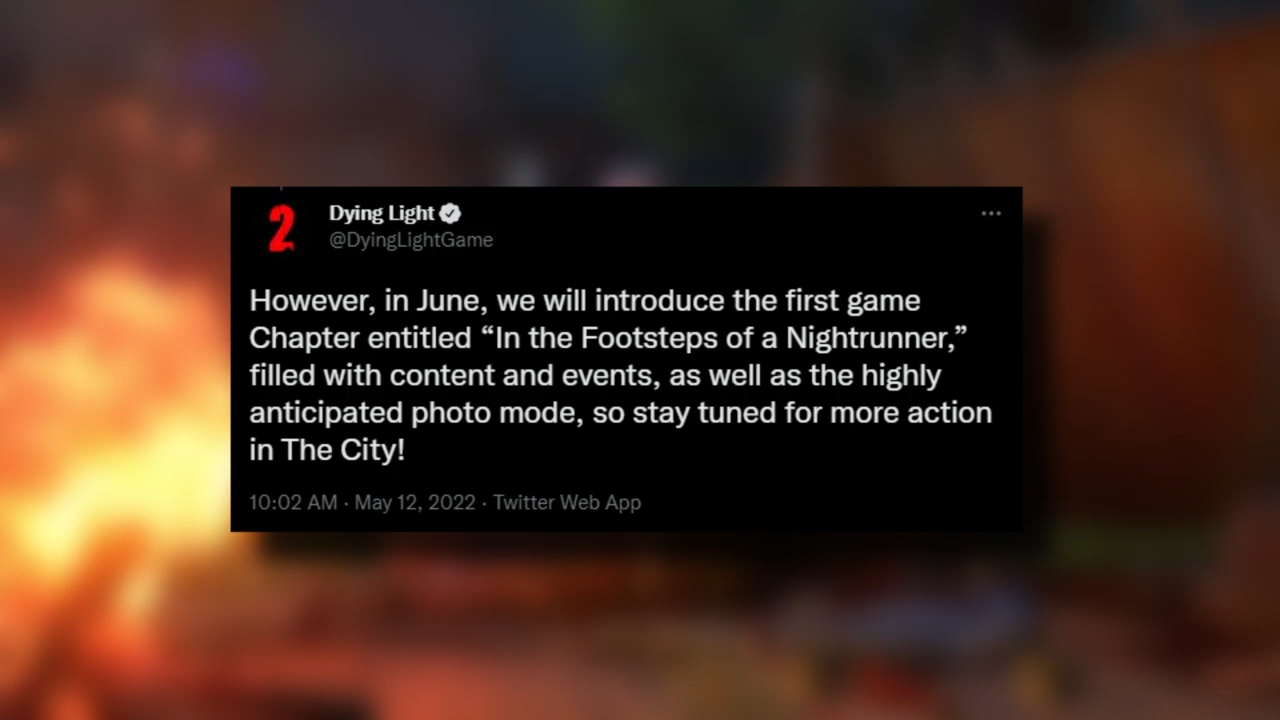 2
Dying Light
@DyingLightGame
However, in June, we will introduce the first game
Chapter entitled “In the Footsteps of a Nightrunner,”
filled with content and events, as well as the highly
anticipated photo mode, so stay tuned for more action
in The City!
10:02 AM · May 12, 2022 · Twitter Web App